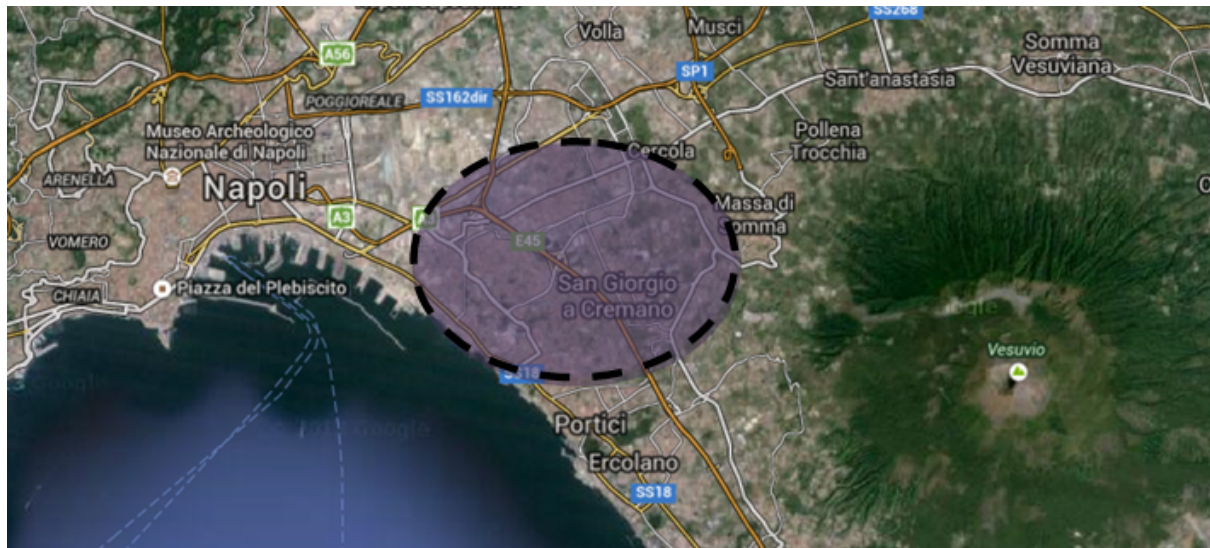 SS268
Volla
Musci
Somma
Vesuviana
A56
SP1
Sant'anastasia
SS162dir
POGGIOREALE
Museo Archeologico
Nazionale di Napoli
Pollena
Trocchia
Cercola
ARENELLA
Napoli
A3
Massa di
Somma
VOMERO
E45
San Giorgio
a Cremano
Piazza del Plebiscito
CHIAIA
Vesuvio
SS18
Google
Portici
Ercolano
SS18